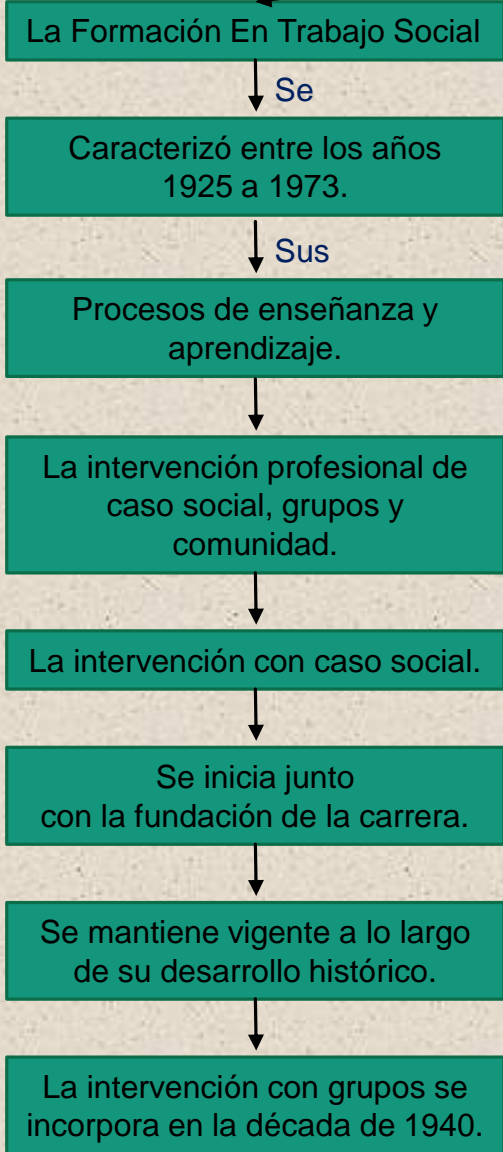 La Formación En Trabajo Social
Se
Caracterizó entre los años
1925 a 1973.
Sus
Procesos de enseñanza y
aprendizaje.
La intervención profesional de
caso social, grupos y
comunidad.
La intervención con caso social.
Se inicia junto
con la fundación de la carrera.
Se mantiene vigente a lo largo
de su desarrollo histórico.
La intervención con grupos se
incorpora en la década de 1940.